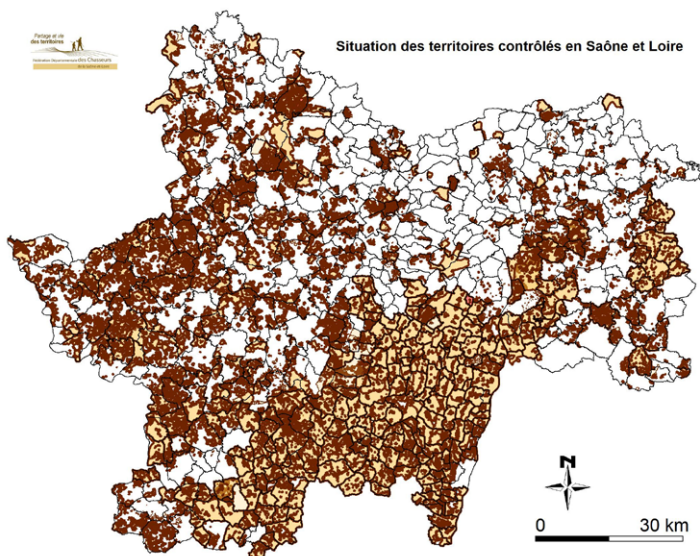 Partage et vie
des territoires
Fédération Départementale des Chasseurs
Situation des territoires contrôlés en Saône et Loire
N
0 30 km